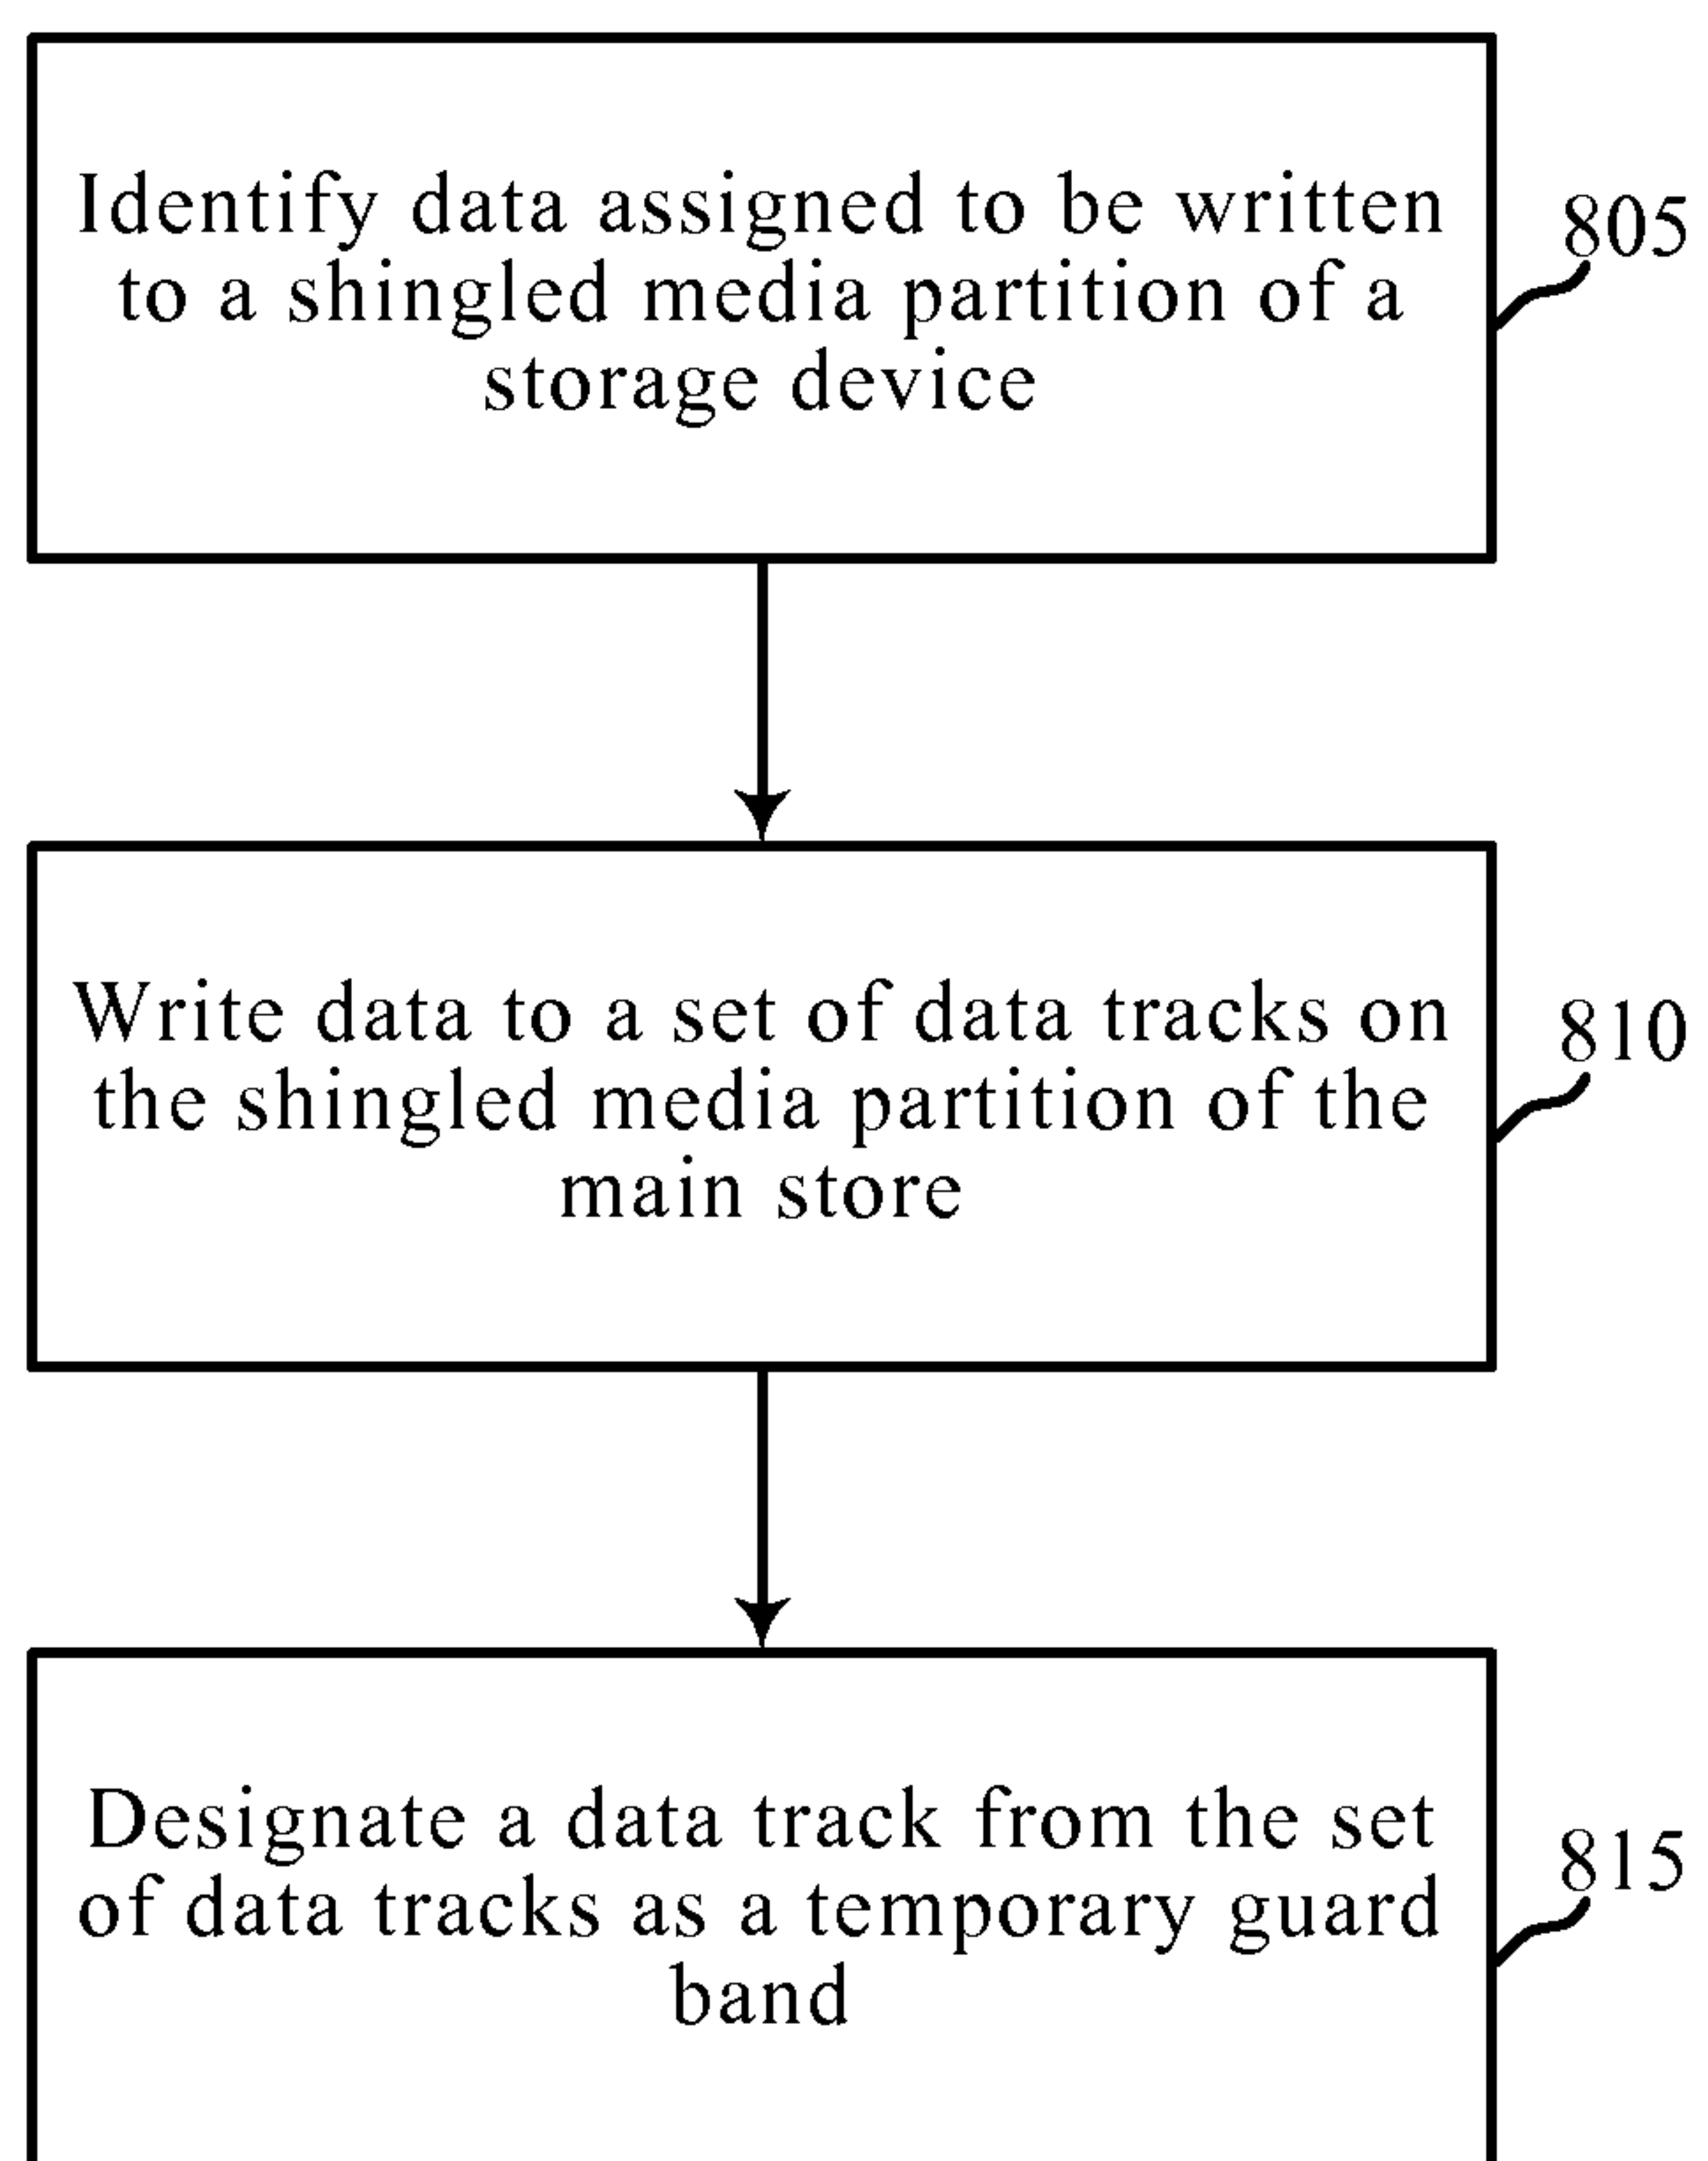 Identify data assigned to be written
to a shingled media partition of a
storage device
805
Write data to a set of data tracks on
the shingled media partition of the
main store
810
Designate a data track from the set
of data tracks as a temporary guard
band
815